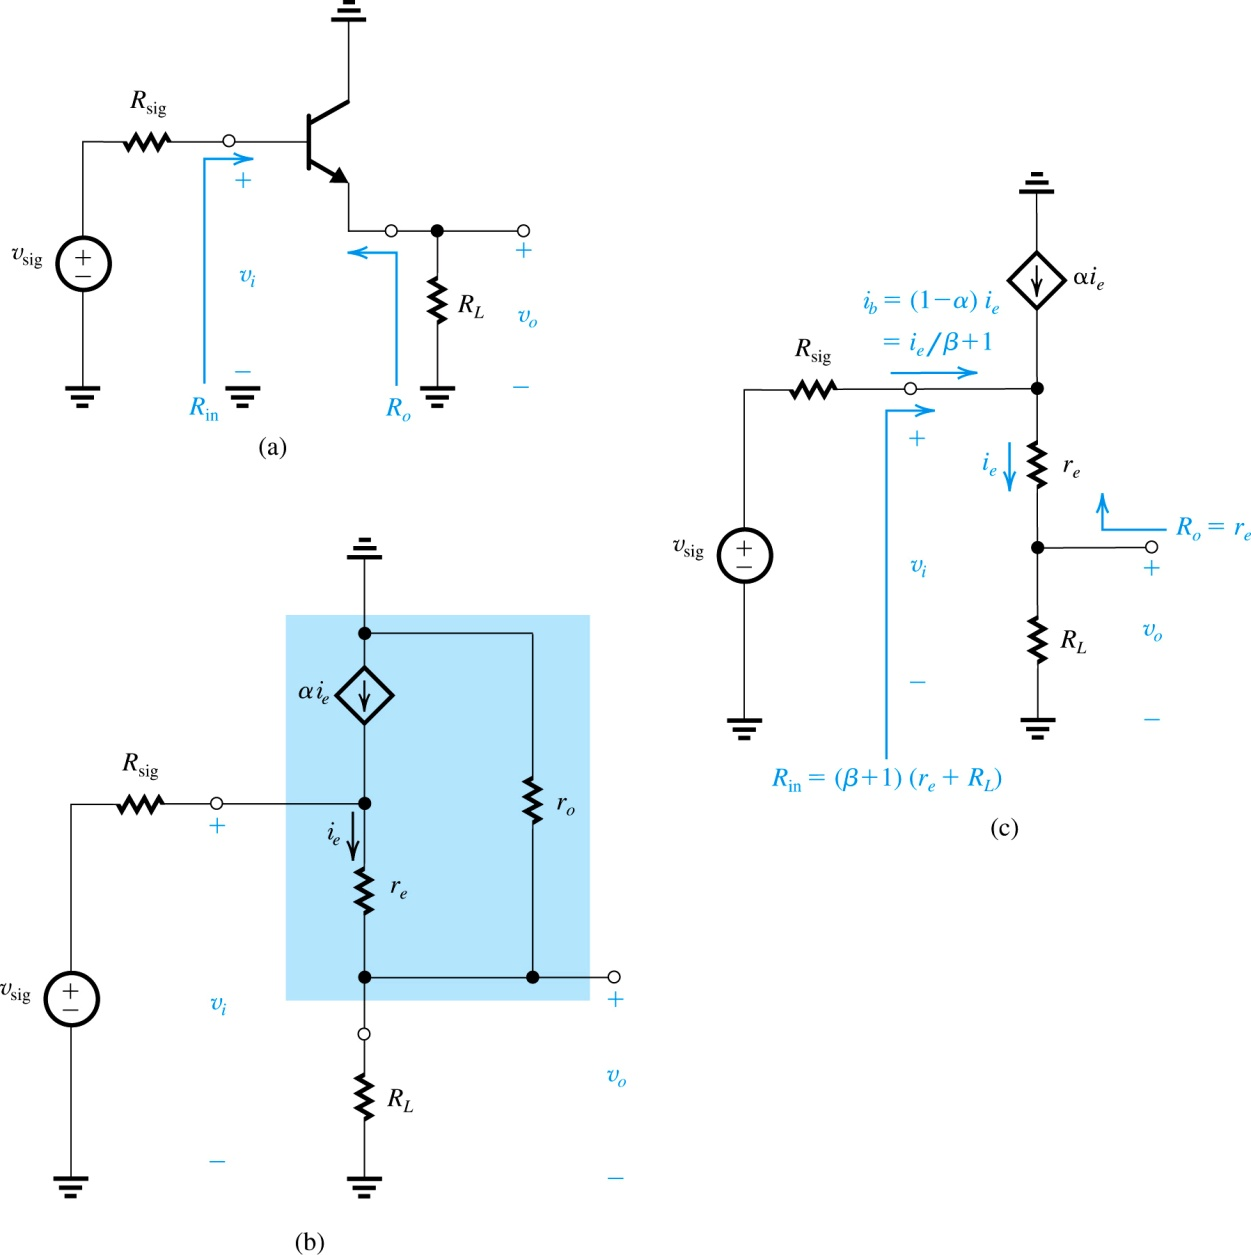 R_sig
v_sig
+
−
+
v_i
−
R_in
R_L
+
v_o
−
R_o
(a)
αi_e
R_sig
+
i_e
r_o
r_e
v_sig
+
−
v_i
+
R_L
v_o
−
−
(b)
αi_e
i_b = (1−α) i_e
= i_e/β+1
R_sig
+
i_e
r_e
R_o = r_e
v_sig
+
−
v_i
+
R_L
v_o
−
−
R_in = (β+1) (r_e + R_L)
(c)